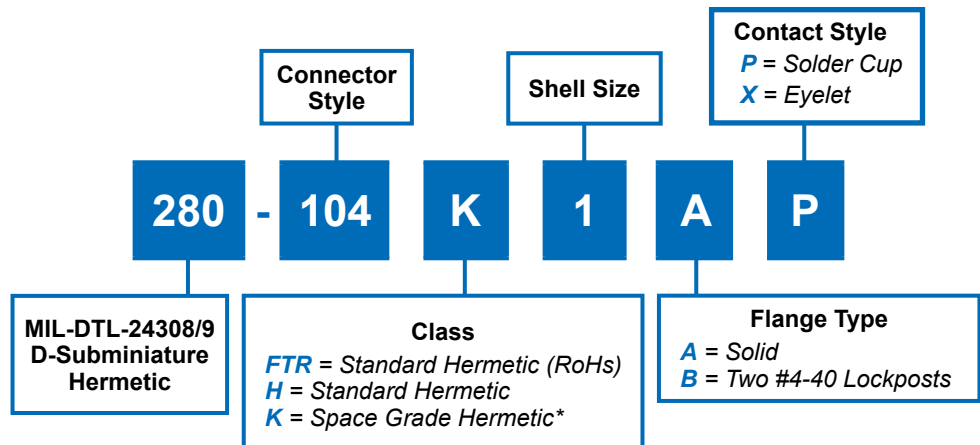 Connector
Style
Shell Size
Contact Style
P = Solder Cup
X = Eyelet
280 - 104 K 1 A P
MIL-DTL-24308/9
D-Subminiature
Hermetic
Class
FTR = Standard Hermetic (RoHs)
H = Standard Hermetic
K = Space Grade Hermetic*
Flange Type
A = Solid
B = Two #4-40 Lockposts